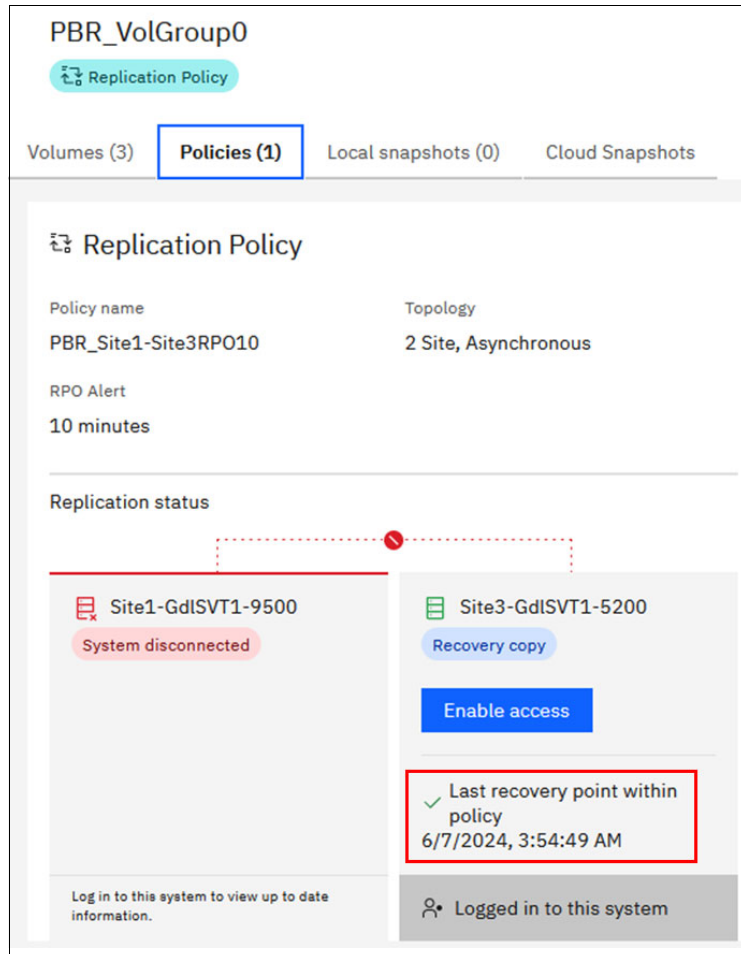 PBR_VolGroup0
Replication Policy
Volumes (3)
Policies (1)
Local snapshots (0)
Cloud Snapshots
Replication Policy
Policy name
Topology
PBR_Site1-Site3RPO10
2 Site, Asynchronous
RPO Alert
10 minutes
Replication status
Site1-GdlSVT1-9500
System disconnected
Log in to this system to view up to date
information.
Site3-GdlSVT1-5200
Recovery copy
Enable access
Last recovery point within
policy
6/7/2024, 3:54:49 AM
Logged in to this system